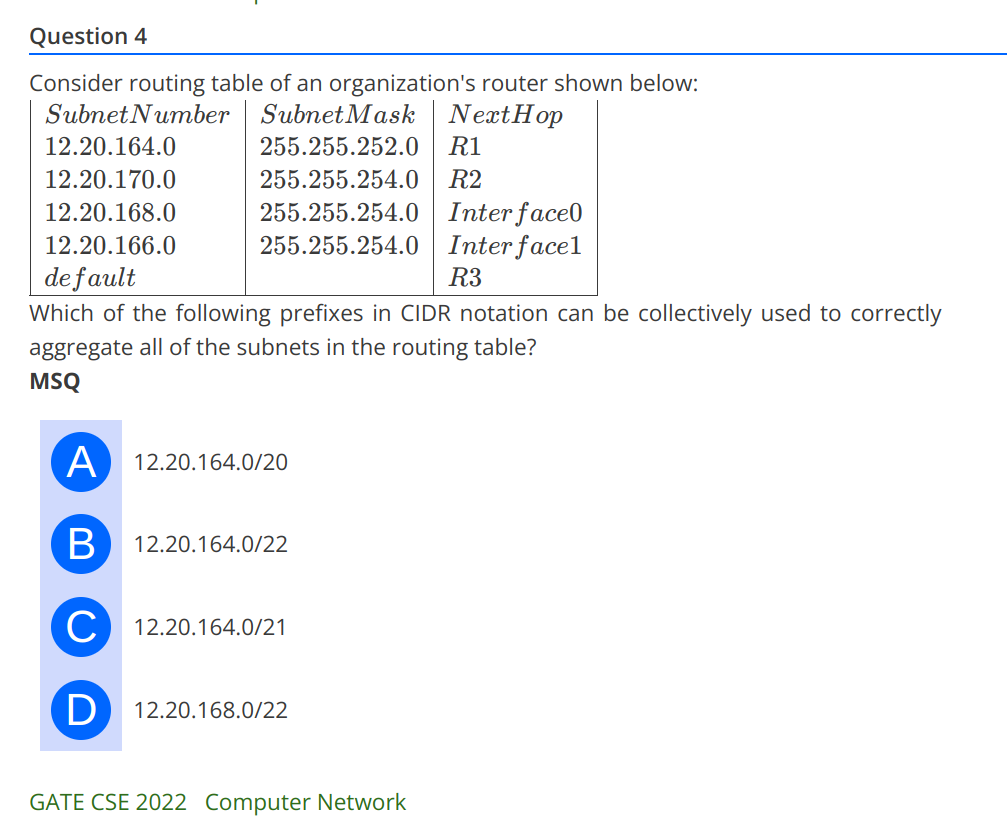 Question 4
Consider routing table of an organization's router shown below:
SubnetNumber SubnetMask NextHop
12.20.164.0 255.255.252.0 R1
12.20.170.0 255.255.254.0 R2
12.20.168.0 255.255.254.0 Interface0
12.20.166.0 255.255.254.0 Interface1
default R3
Which of the following prefixes in CIDR notation can be collectively used to correctly
aggregate all of the subnets in the routing table?
MSQ
A 12.20.164.0/20
B 12.20.164.0/22
C 12.20.164.0/21
D 12.20.168.0/22
GATE CSE 2022 Computer Network